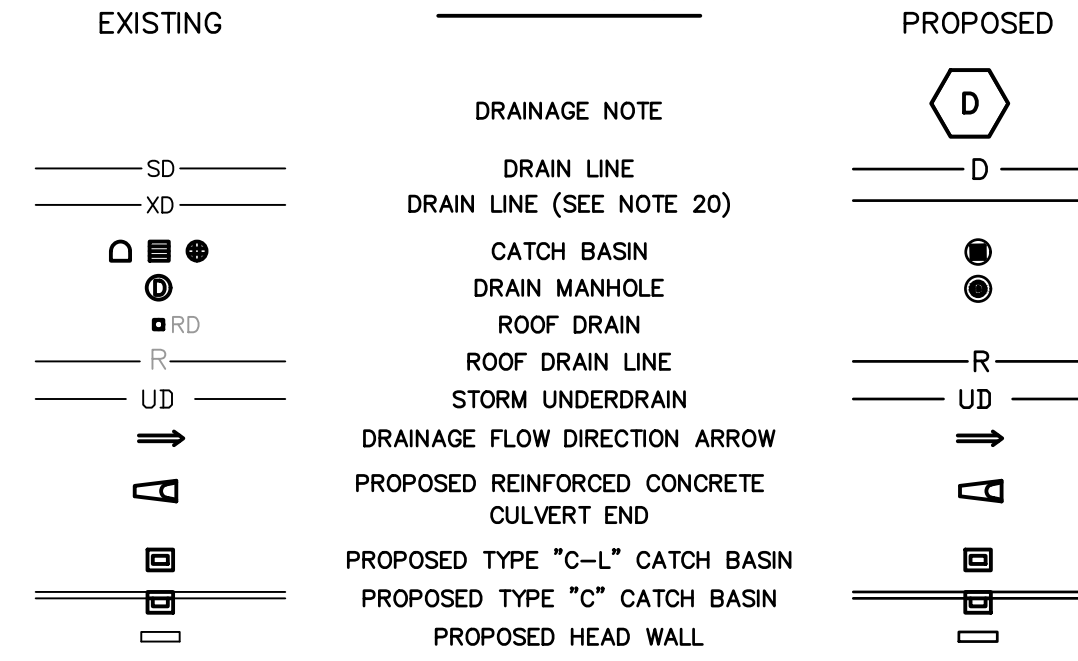 EXISTING PROPOSED
DRAINAGE NOTE D
SD DRAIN LINE D
XD DRAIN LINE (SEE NOTE 20)
CATCH BASIN
D DRAIN MANHOLE
RD ROOF DRAIN
R ROOF DRAIN LINE R
UD STORM UNDERDRAIN UD
DRAINAGE FLOW DIRECTION ARROW
PROPOSED REINFORCED CONCRETE
CULVERT END
PROPOSED TYPE "C-L" CATCH BASIN
PROPOSED TYPE "C" CATCH BASIN
PROPOSED HEAD WALL